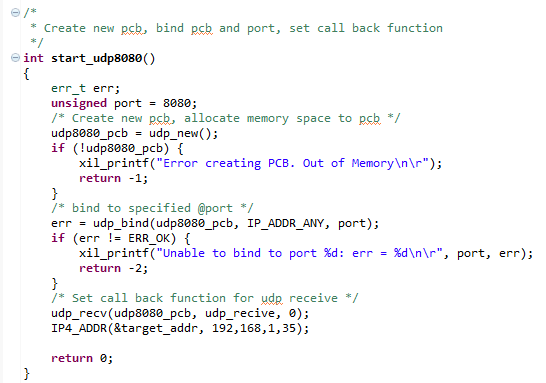 /*
 * Create new pcb, bind pcb and port, set call back function
 */
int start_udp8080()
{
    err_t err;
    unsigned port = 8080;
    /* Create new pcb, allocate memory space to pcb */
    udp8080_pcb = udp_new();
    if (!udp8080_pcb) {
        xil_printf("Error creating PCB. Out of Memory\n\r");
        return -1;
    }
    /* bind to specified @port */
    err = udp_bind(udp8080_pcb, IP_ADDR_ANY, port);
    if (err != ERR_OK) {
        xil_printf("Unable to bind to port %d: err = %d\n\r", port, err);
        return -2;
    }
    /* Set call back function for udp receive */
    udp_recv(udp8080_pcb, udp_recive, 0);
    IP4_ADDR(&target_addr, 192,168,1,35);

    return 0;
}